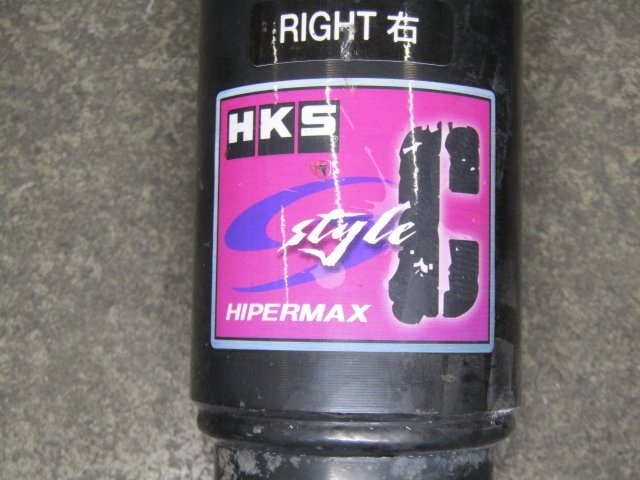 RIGHT 右
HKS
Style C
HIPERMAX